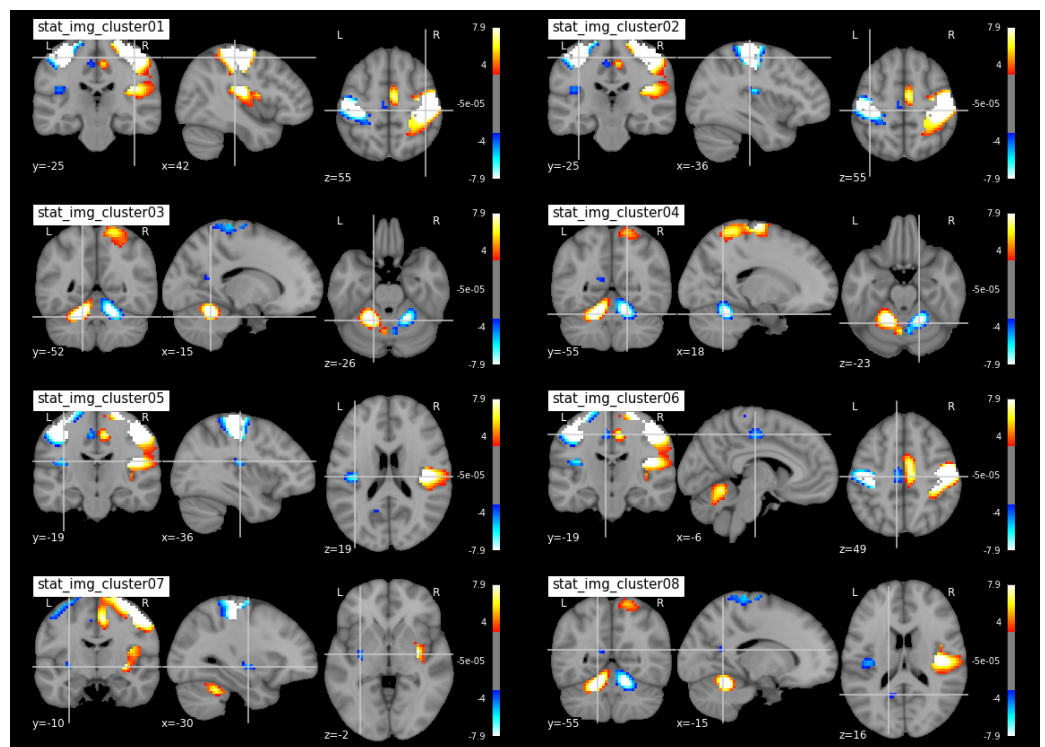 stat_img_cluster01
L R L R
7.9
4
-5e-05
-4
-7.9
y=-25 x=42 z=55
stat_img_cluster02
L R L R
7.9
4
-5e-05
-4
-7.9
y=-25 x=-36 z=55
stat_img_cluster03
L R L R
7.9
4
-5e-05
-4
-7.9
y=-52 x=-15 z=-26
stat_img_cluster04
L R L R
7.9
4
-5e-05
-4
-7.9
y=-55 x=18 z=-23
stat_img_cluster05
L R L R
7.9
4
-5e-05
-4
-7.9
y=-19 x=-36 z=19
stat_img_cluster06
L R L R
7.9
4
-5e-05
-4
-7.9
y=-19 x=-6 z=49
stat_img_cluster07
L R L R
7.9
4
-5e-05
-4
-7.9
y=-10 x=-30 z=-2
stat_img_cluster08
L R L R
7.9
4
-5e-05
-4
-7.9
y=-55 x=-15 z=16